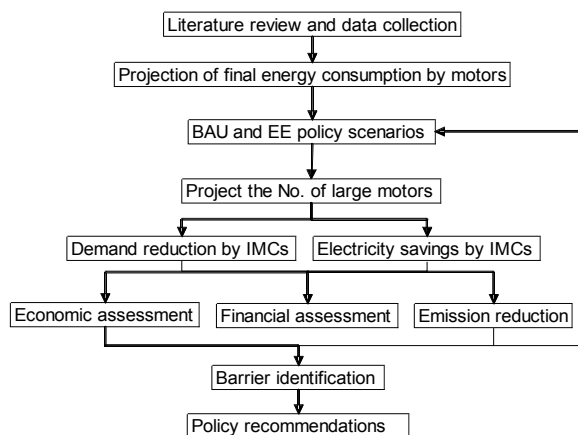 Literature review and data collection
Projection of final energy consumption by motors
BAU and EE policy scenarios
Project the No. of large motors
Demand reduction by IMCs
Electricity savings by IMCs
Economic assessment
Financial assessment
Emission reduction
Barrier identification
Policy recommendations